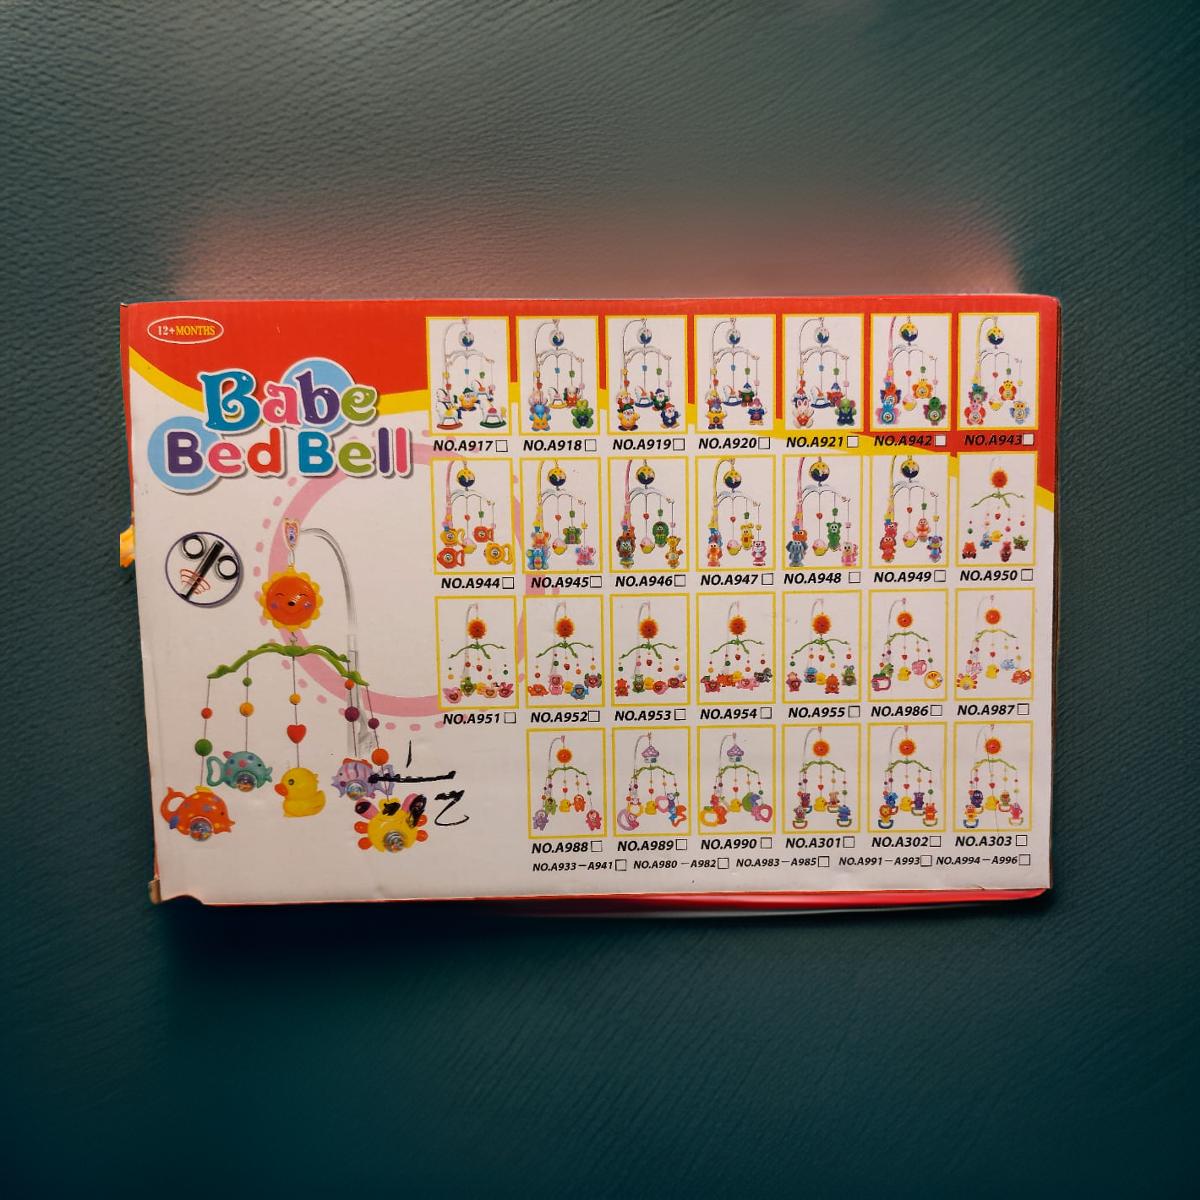 12+MONTHS
Babe
Bed Bell
NO.A917 NO.A918 NO.A919 NO.A920 NO.A921 NO.A942 NO.A943
NO.A944 NO.A945 NO.A946 NO.A947 NO.A948 NO.A949 NO.A950
NO.A951 NO.A952 NO.A953 NO.A954 NO.A955 NO.A986 NO.A987
NO.A988 NO.A989 NO.A990 NO.A301 NO.A302 NO.A303
NO.A933－A941 NO.A980－A982 NO.A983－A985 NO.A991－A993 NO.A994－A996